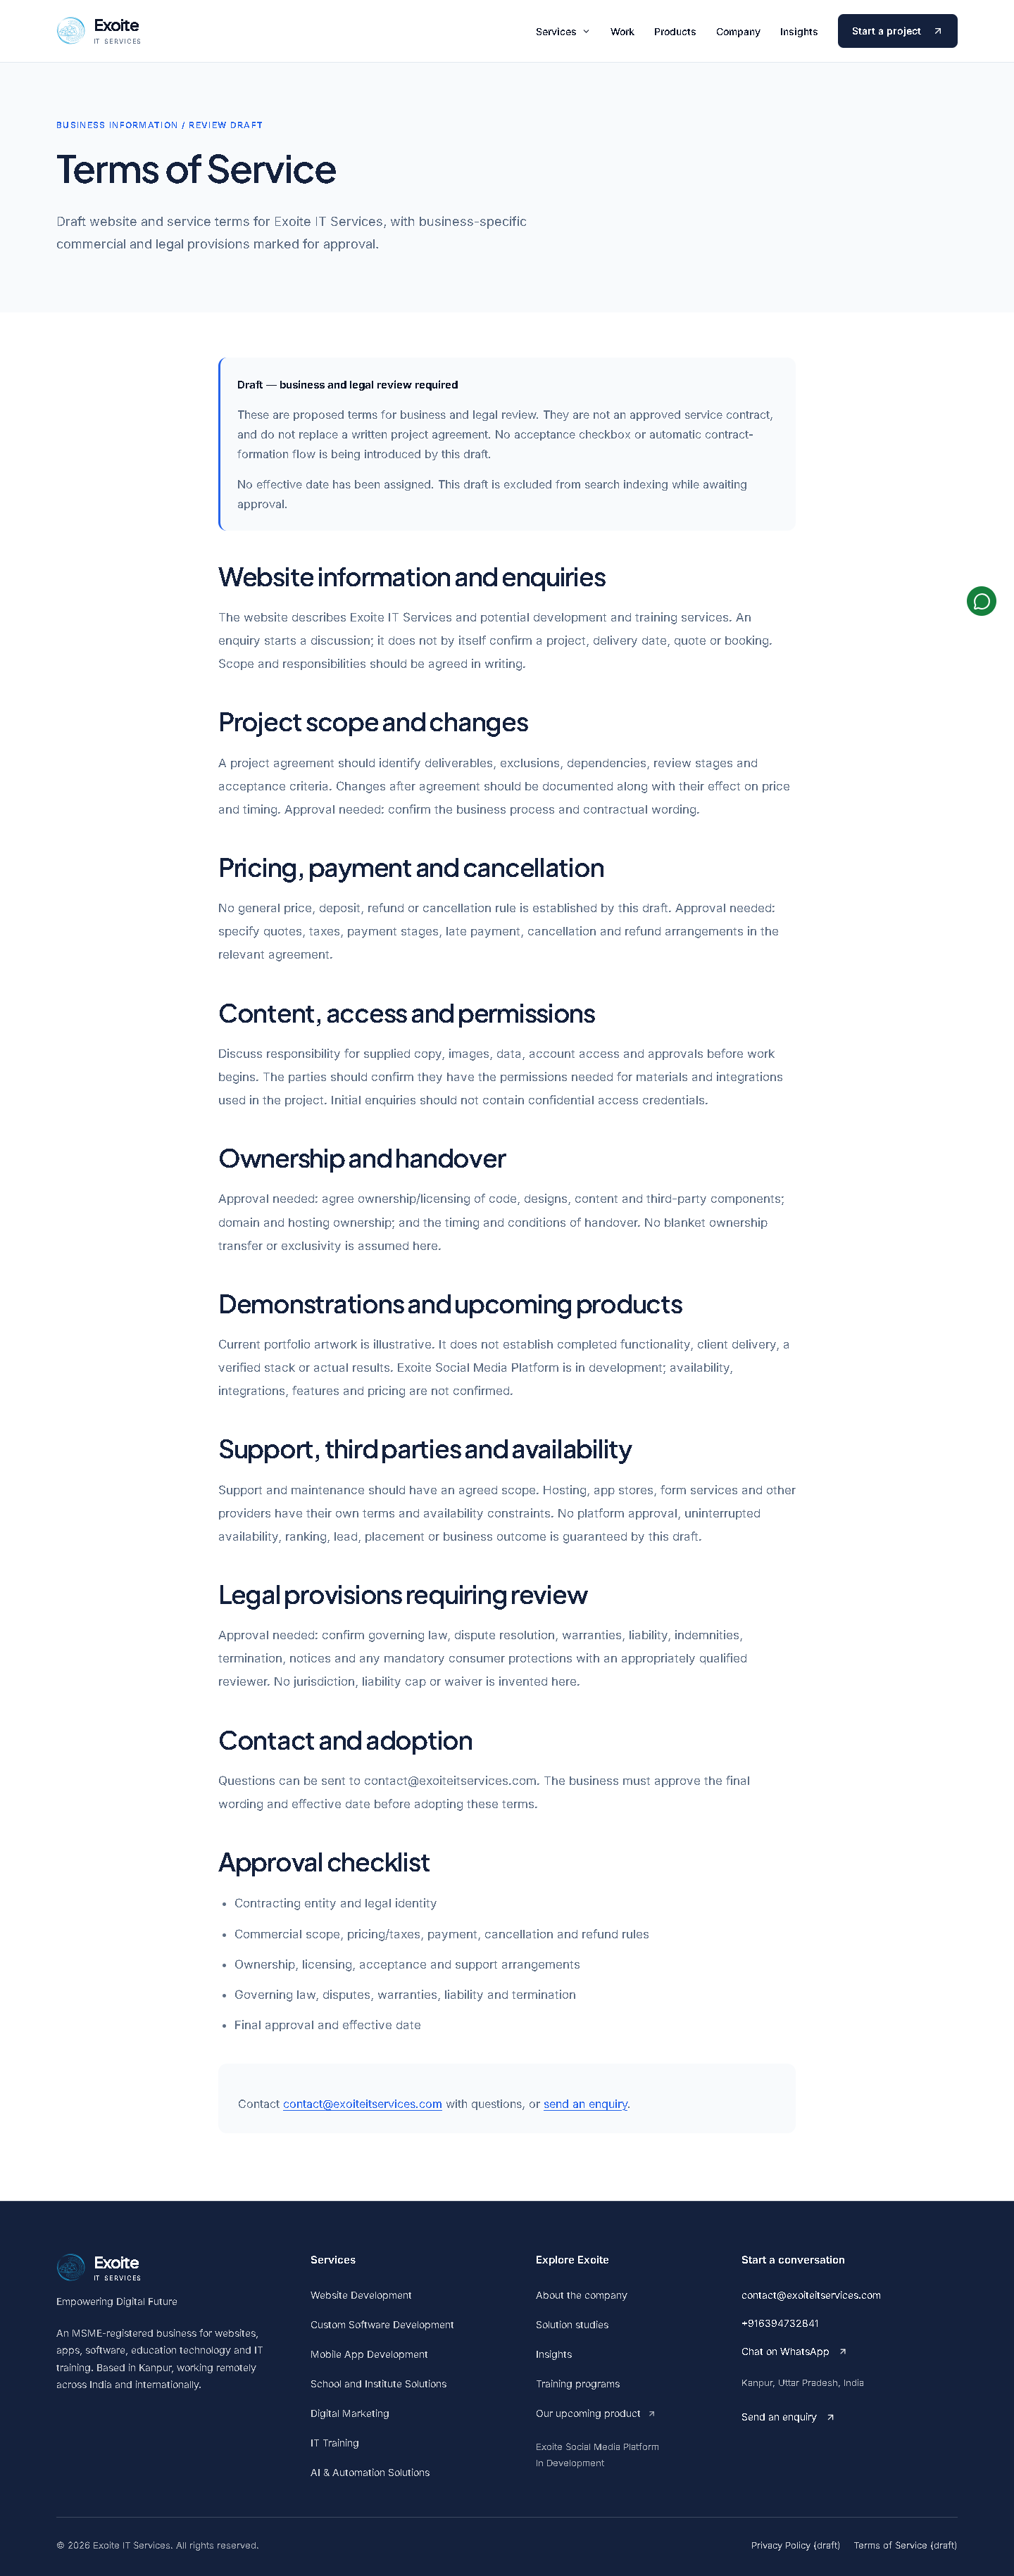 Exoite
IT SERVICES
Services
Work
Products
Company
Insights
Start a project
BUSINESS INFORMATION / REVIEW DRAFT
Terms of Service
Draft website and service terms for Exoite IT Services, with business-specific
commercial and legal provisions marked for approval.
Draft — business and legal review required
These are proposed terms for business and legal review. They are not an approved service contract,
and do not replace a written project agreement. No acceptance checkbox or automatic contract-
formation flow is being introduced by this draft.
No effective date has been assigned. This draft is excluded from search indexing while awaiting
approval.
Website information and enquiries
The website describes Exoite IT Services and potential development and training services. An
enquiry starts a discussion; it does not by itself confirm a project, delivery date, quote or booking.
Scope and responsibilities should be agreed in writing.
Project scope and changes
A project agreement should identify deliverables, exclusions, dependencies, review stages and
acceptance criteria. Changes after agreement should be documented along with their effect on price
and timing. Approval needed: confirm the business process and contractual wording.
Pricing, payment and cancellation
No general price, deposit, refund or cancellation rule is established by this draft. Approval needed:
specify quotes, taxes, payment stages, late payment, cancellation and refund arrangements in the
relevant agreement.
Content, access and permissions
Discuss responsibility for supplied copy, images, data, account access and approvals before work
begins. The parties should confirm they have the permissions needed for materials and integrations
used in the project. Initial enquiries should not contain confidential access credentials.
Ownership and handover
Approval needed: agree ownership/licensing of code, designs, content and third-party components;
domain and hosting ownership; and the timing and conditions of handover. No blanket ownership
transfer or exclusivity is assumed here.
Demonstrations and upcoming products
Current portfolio artwork is illustrative. It does not establish completed functionality, client delivery, a
verified stack or actual results. Exoite Social Media Platform is in development; availability,
integrations, features and pricing are not confirmed.
Support, third parties and availability
Support and maintenance should have an agreed scope. Hosting, app stores, form services and other
providers have their own terms and availability constraints. No platform approval, uninterrupted
availability, ranking, lead, placement or business outcome is guaranteed by this draft.
Legal provisions requiring review
Approval needed: confirm governing law, dispute resolution, warranties, liability, indemnities,
termination, notices and any mandatory consumer protections with an appropriately qualified
reviewer. No jurisdiction, liability cap or waiver is invented here.
Contact and adoption
Questions can be sent to contact@exoiteitservices.com. The business must approve the final
wording and effective date before adopting these terms.
Approval checklist
• Contracting entity and legal identity
• Commercial scope, pricing/taxes, payment, cancellation and refund rules
• Ownership, licensing, acceptance and support arrangements
• Governing law, disputes, warranties, liability and termination
• Final approval and effective date
Contact contact@exoiteitservices.com with questions, or send an enquiry.
Exoite
IT SERVICES
Empowering Digital Future
An MSME-registered business for websites,
apps, software, education technology and IT
training. Based in Kanpur, working remotely
across India and internationally.
Services
Website Development
Custom Software Development
Mobile App Development
School and Institute Solutions
Digital Marketing
IT Training
AI & Automation Solutions
Explore Exoite
About the company
Solution studies
Insights
Training programs
Our upcoming product
Exoite Social Media Platform
In Development
Start a conversation
contact@exoiteitservices.com
+916394732841
Chat on WhatsApp
Kanpur, Uttar Pradesh, India
Send an enquiry
© 2026 Exoite IT Services. All rights reserved.
Privacy Policy (draft)
Terms of Service (draft)